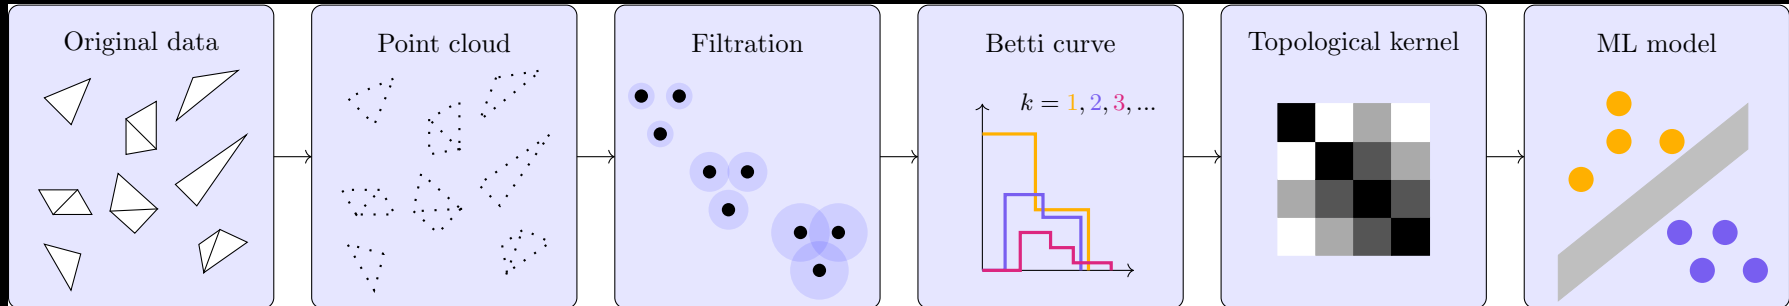 Original data
Point cloud
Filtration
Betti curve
Topological kernel
ML model
k = 1, 2, 3, ...